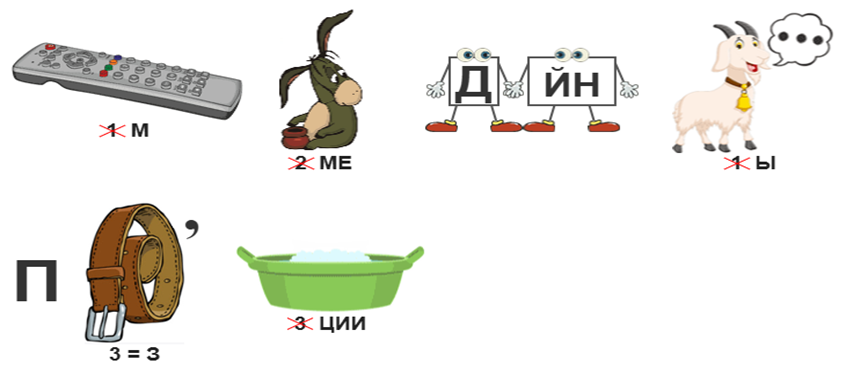 Д ЙН
1 М
2 МЕ
1 Ы
П ,
3 = З
3 ЦИИ